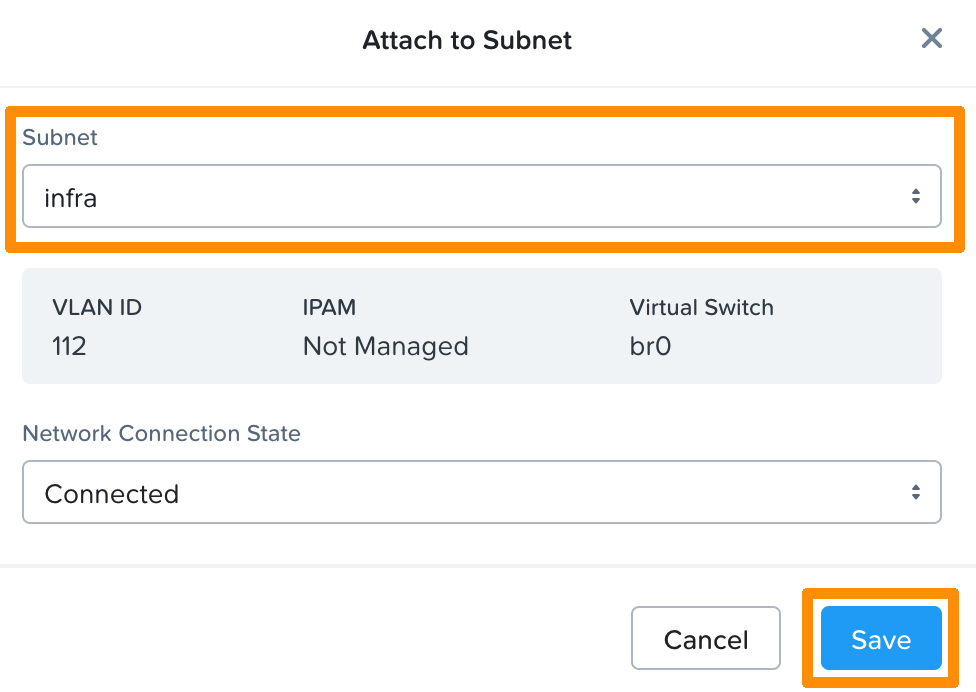 Attach to Subnet
Subnet
infra
VLAN ID IPAM Virtual Switch
112 Not Managed br0
Network Connection State
Connected
Cancel Save